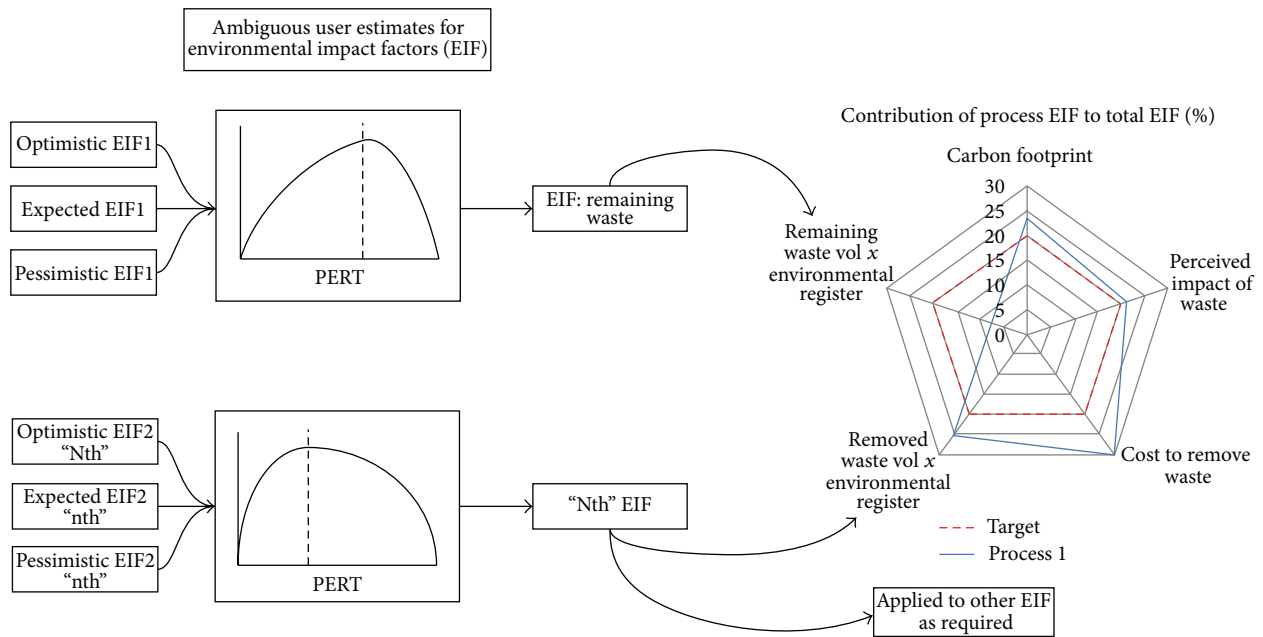 Ambiguous user estimates for
environmental impact factors (EIF)
Optimistic EIF1
Expected EIF1
Pessimistic EIF1
PERT
EIF: remaining
waste
Optimistic EIF2
“Nth”
Expected EIF2
“nth”
Pessimistic EIF2
“nth”
PERT
“Nth” EIF
Applied to other EIF
as required
Contribution of process EIF to total EIF (%)
Carbon footprint
30
25
20
15
10
5
0
Perceived
impact of
waste
Cost to remove
waste
Removed
waste vol x
environmental
register
Remaining
waste vol x
environmental
register
Target
Process 1